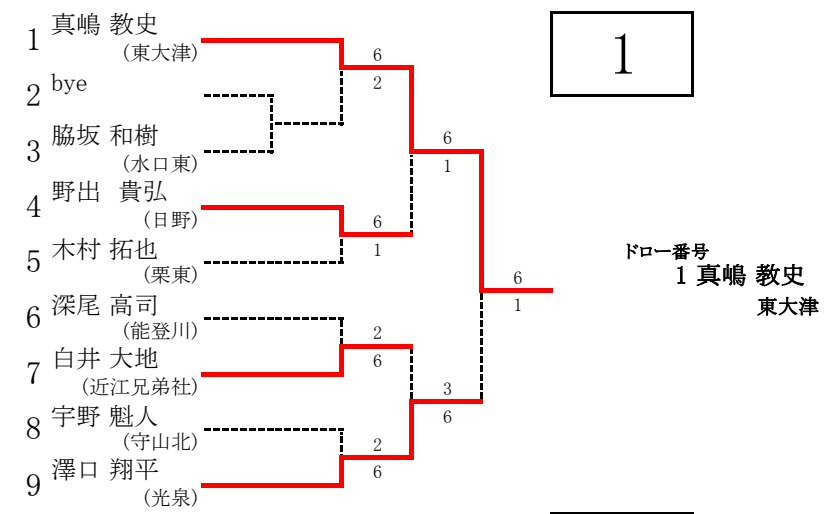 1
1 真嶋 教史
(東大津)
6
2
2 bye
6
1
3 脇坂 和樹
(水口東)
4 野出 貴弘
(日野)
6
1
5 木村 拓也
(栗東)
ドロー番号
1 真嶋 教史
東大津
6
1
6 深尾 高司
(能登川)
2
6
7 白井 大地
(近江兄弟社)
3
6
8 宇野 魁人
(守山北)
2
6
9 澤口 翔平
(光泉)